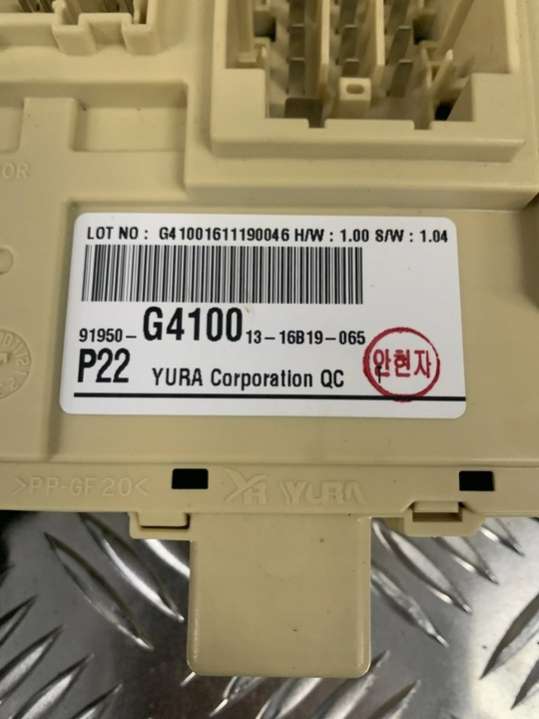 OR
LOT NO : G41001611190046 H/W : 1.00 S/W : 1.04
91950-G4100 13-16B19-065
P22 YURA Corporation QC
안현자
>PP-GF20< YURA